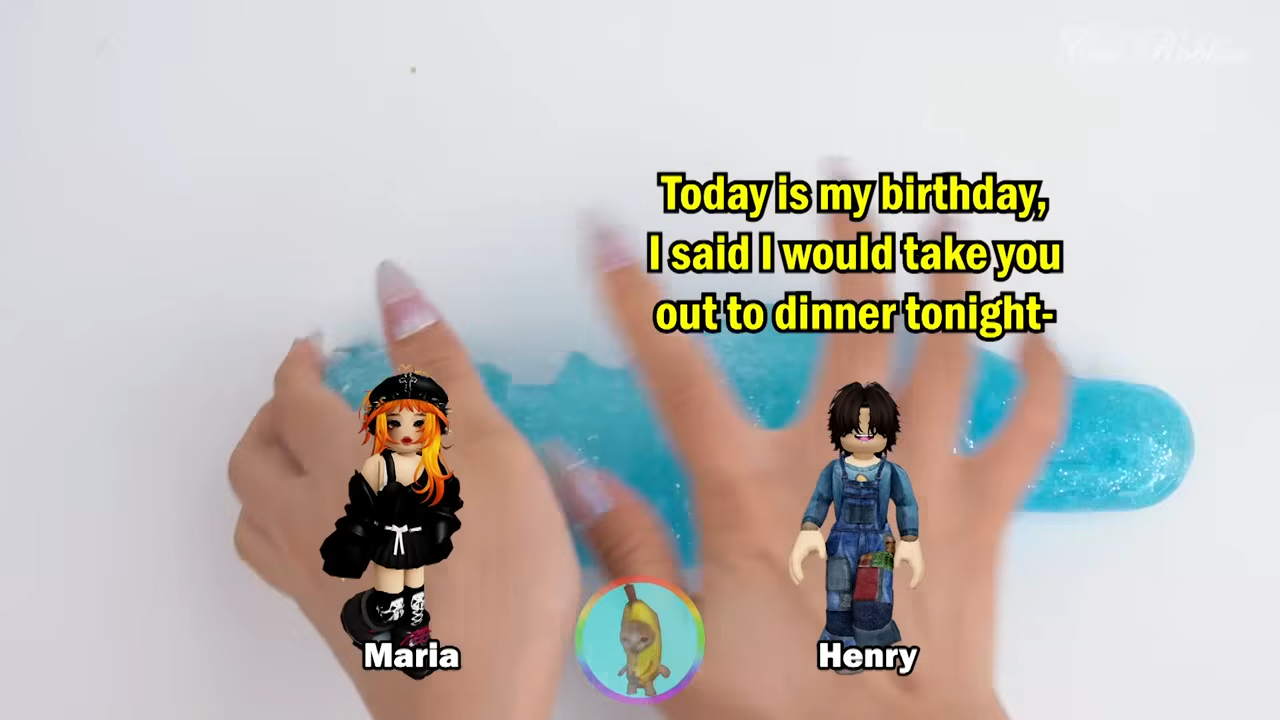 Today is my birthday,
I said I would take you
out to dinner tonight-
Maria
Henry